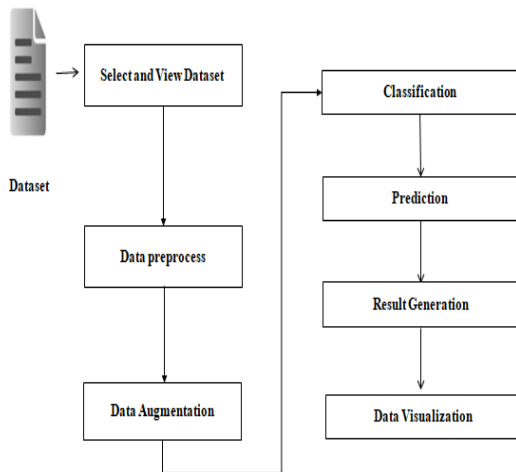 Dataset
Select and View Dataset
Data preprocess
Data Augmentation
Classification
Prediction
Result Generation
Data Visualization